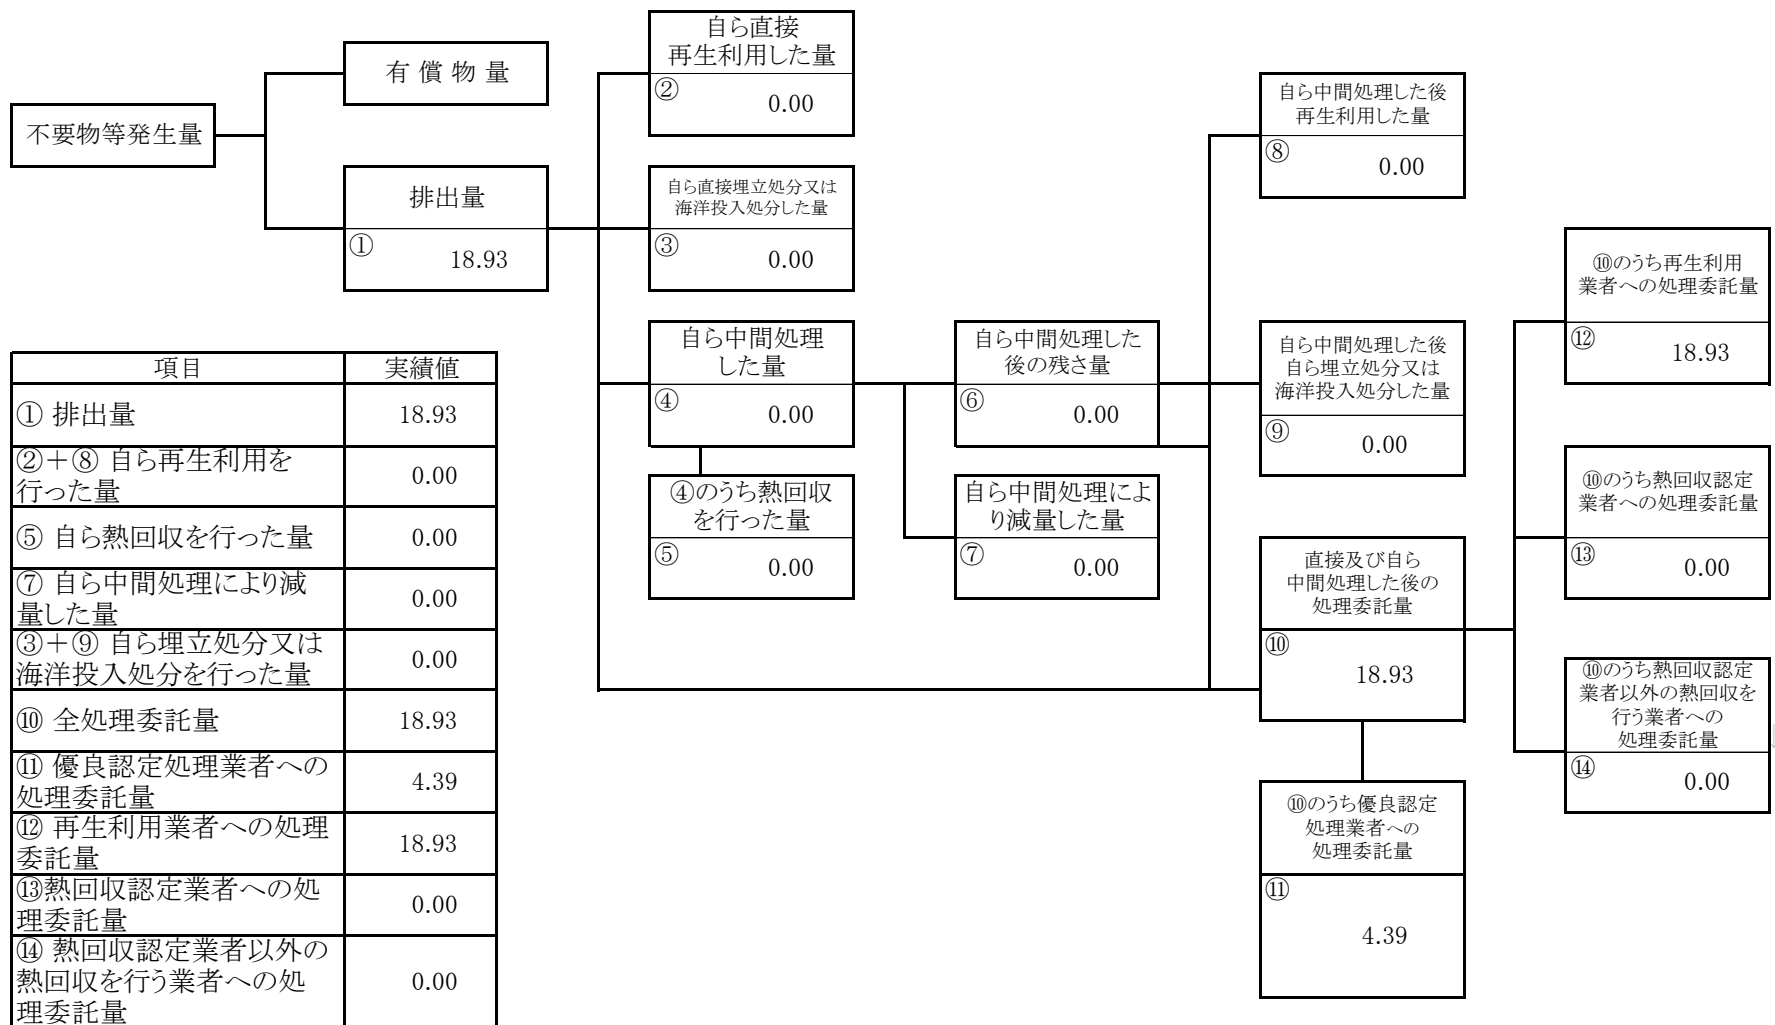 不要物等発生量
有 償 物 量
排出量
①
18.93
自ら直接
再生利用した量
②
0.00
自ら直接埋立処分又は
海洋投入処分した量
③
0.00
自ら中間処理
した量
④
0.00
④のうち熱回収
を行った量
⑤
0.00
自ら中間処理した
後の残さ量
⑥
0.00
自ら中間処理によ
り減量した量
⑦
0.00
自ら中間処理した後
再生利用した量
⑧
0.00
自ら中間処理した後
自ら埋立処分又は
海洋投入処分した量
⑨
0.00
直接及び自ら
中間処理した後の
処理委託量
⑩
18.93
⑩のうち優良認定
処理業者への
処理委託量
⑪
4.39
⑩のうち再生利用
業者への処理委託量
⑫
18.93
⑩のうち熱回収認定
業者への処理委託量
⑬
0.00
⑩のうち熱回収認定
業者以外の熱回収を
行う業者への
処理委託量
⑭
0.00
項目 実績値
① 排出量 18.93
②＋⑧ 自ら再生利用を
行った量 0.00
⑤ 自ら熱回収を行った量 0.00
⑦ 自ら中間処理により減
量した量 0.00
③＋⑨ 自ら埋立処分又は
海洋投入処分を行った量 0.00
⑩ 全処理委託量 18.93
⑪ 優良認定処理業者への
処理委託量 4.39
⑫ 再生利用業者への処理
委託量 18.93
⑬熱回収認定業者への処
理委託量 0.00
⑭ 熱回収認定業者以外の
熱回収を行う業者への処
理委託量 0.00